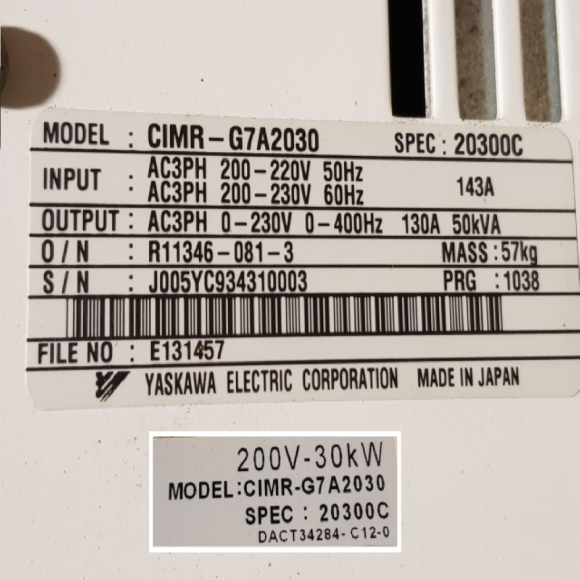 MODEL : CIMR-G7A2030 SPEC : 20300C
INPUT : AC3PH 200-220V 50Hz
AC3PH 200-230V 60Hz 143A
OUTPUT : AC3PH 0-230V 0-400Hz 130A 50kVA
O / N : R11346-081-3 MASS : 57kg
S / N : J005YC934310003 PRG : 1038
FILE NO : E131457
YASKAWA ELECTRIC CORPORATION MADE IN JAPAN
200V-30kW
MODEL:CIMR-G7A2030
SPEC : 20300C
DACT34284-C12-0